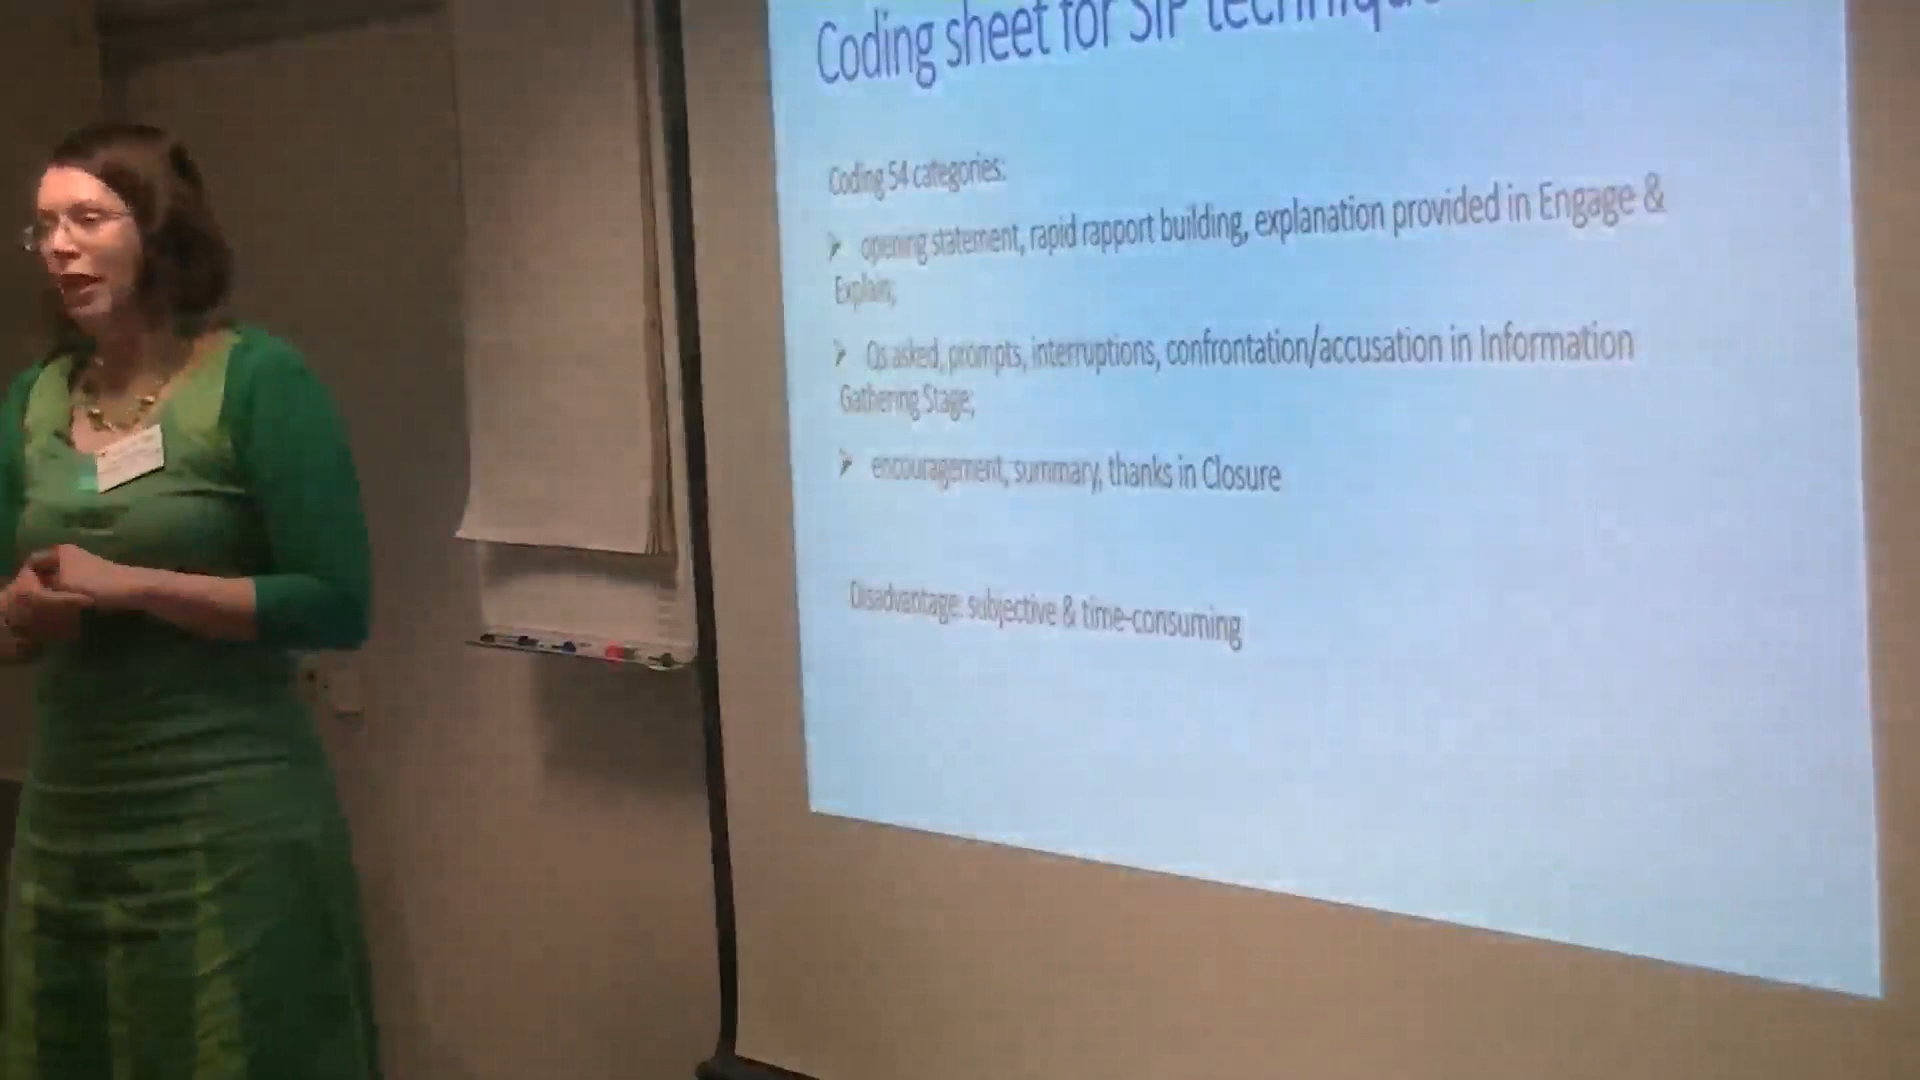 Coding sheet for SIP
Coding 54 categories:
➢ opening statement, rapid rapport building, explanation provided in Engage &
Explain;
➢ Qs asked, prompts, interruptions, confrontation/accusation in Information
Gathering Stage;
➢ encouragement, summary, thanks in Closure
Disadvantage: subjective & time-consuming